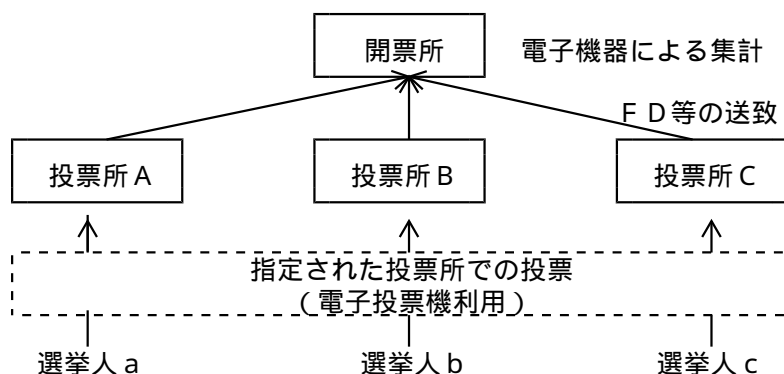 開票所
電子機器による集計
ＦＤ等の送致
投票所A
投票所B
投票所C
指定された投票所での投票
（電子投票機利用）
選挙人a
選挙人b
選挙人c